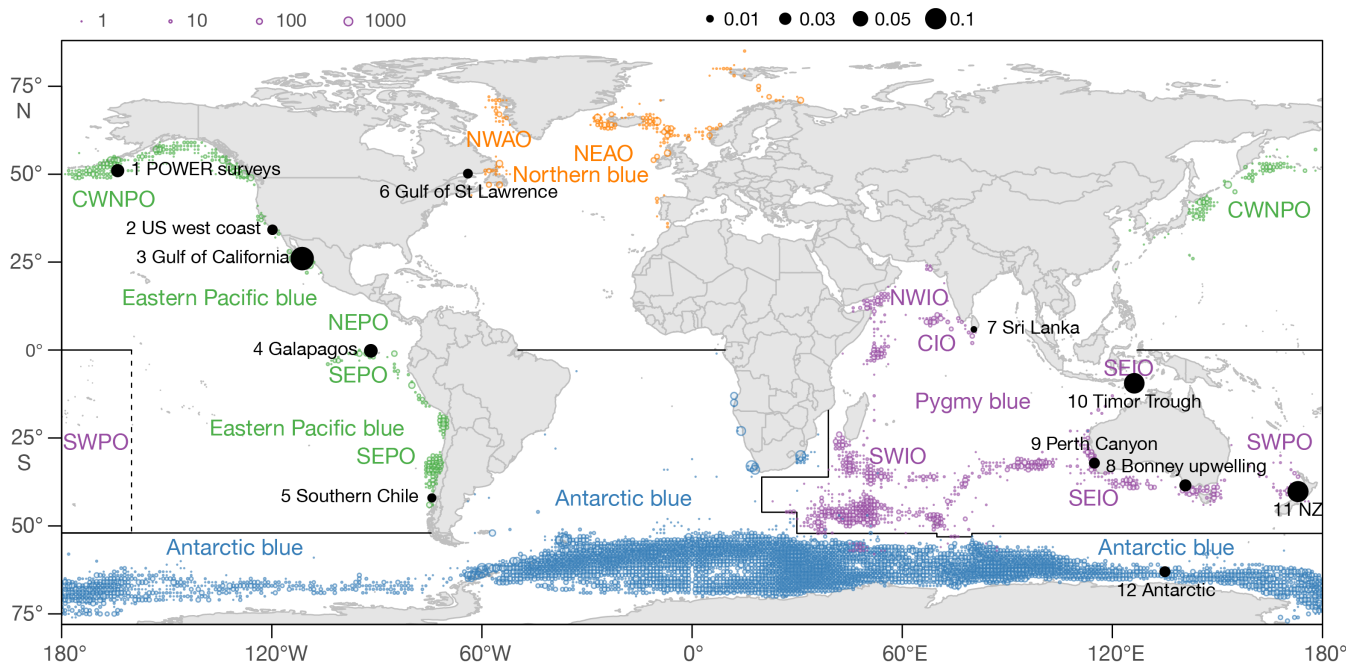 1 10 100 1000 0.01 0.03 0.05 0.1
75°
N
NWAO
NEAO
50°
1 POWER surveys
Northern blue
6 Gulf of St Lawrence
CWNPO
CWNPO
2 US west coast
25°
3 Gulf of California
Eastern Pacific blue
NWIO
NEPO
7 Sri Lanka
CIO
0°
4 Galapagos
SEPO
SEIO
10 Timor Trough
Pygmy blue
25°
S
Eastern Pacific blue
SWPO
SWPO
9 Perth Canyon
SEPO
SWIO
8 Bonney upwelling
5 Southern Chile
Antarctic blue
SEIO
11 NZ
50°
Antarctic blue
Antarctic blue
12 Antarctic
75°
180° 120°W 60°W 0° 60°E 120°E 180°